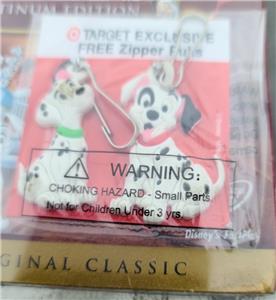 TINUM EDITION
TARGET EXCLUSIVE
FREE Zipper Pulls
WARNING:
CHOKING HAZARD - Small Parts
Not for Children Under 3 yrs.
GINAL CLASSIC